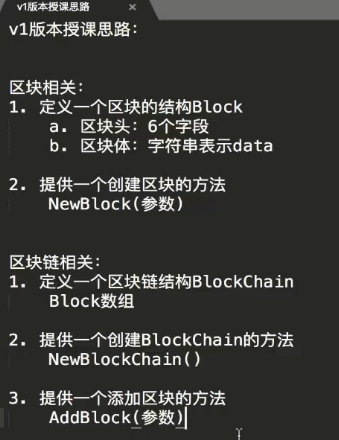 v1版本授课思路
v1版本授课思路：
区块相关：
1. 定义一个区块的结构Block
a. 区块头：6个字段
b. 区块体：字符串表示data
2. 提供一个创建区块的方法
NewBlock(参数)
区块链相关：
1. 定义一个区块链结构BlockChain
Block数组
2. 提供一个创建BlockChain的方法
NewBlockChain()
3. 提供一个添加区块的方法
AddBlock(参数)